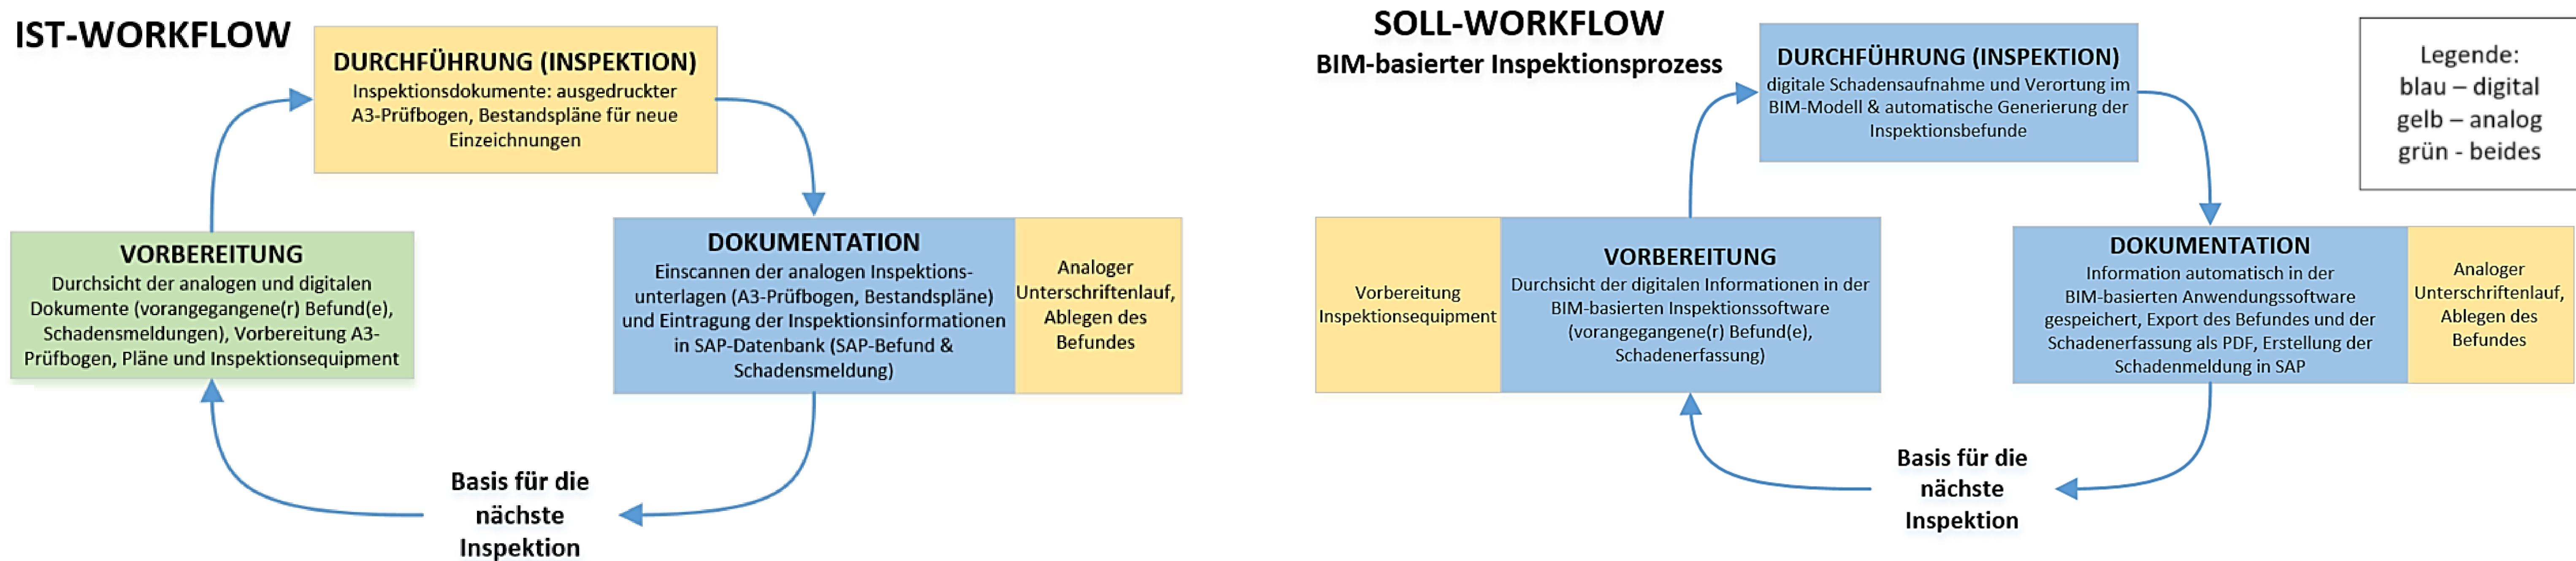 IST-WORKFLOW
DURCHFÜHRUNG (INSPEKTION)
Inspektionsdokumente: ausgedruckter
A3-Prüfbogen, Bestandspläne für neue
Einzeichnungen
VORBEREITUNG
Durchsicht der analogen und digitalen
Dokumente (vorangegangene(r) Befund(e),
Schadensmeldungen), Vorbereitung A3-
Prüfbogen, Pläne und Inspektionsequipment
DOKUMENTATION
Einscannen der analogen Inspektions-
unterlagen (A3-Prüfbogen, Bestandspläne)
und Eintragung der Inspektionsinformationen
in SAP-Datenbank (SAP-Befund &
Schadensmeldung)
Analoger
Unterschriftenlauf,
Ablegen des
Befundes
Basis für die
nächste
Inspektion
SOLL-WORKFLOW
BIM-basierter Inspektionsprozess
DURCHFÜHRUNG (INSPEKTION)
digitale Schadensaufnahme und Verortung im
BIM-Modell & automatische Generierung der
Inspektionsbefunde
Legende:
blau – digital
gelb – analog
grün - beides
Vorbereitung
Inspektionsequipment
VORBEREITUNG
Durchsicht der digitalen Informationen in der
BIM-basierten Inspektionssoftware
(vorangegangene(r) Befund(e),
Schadenerfassung)
DOKUMENTATION
Information automatisch in der
BIM-basierten Anwendungssoftware
gespeichert, Export des Befundes und der
Schadenerfassung als PDF, Erstellung der
Schadenmeldung in SAP
Analoger
Unterschriftenlauf,
Ablegen des
Befundes
Basis für die
nächste
Inspektion